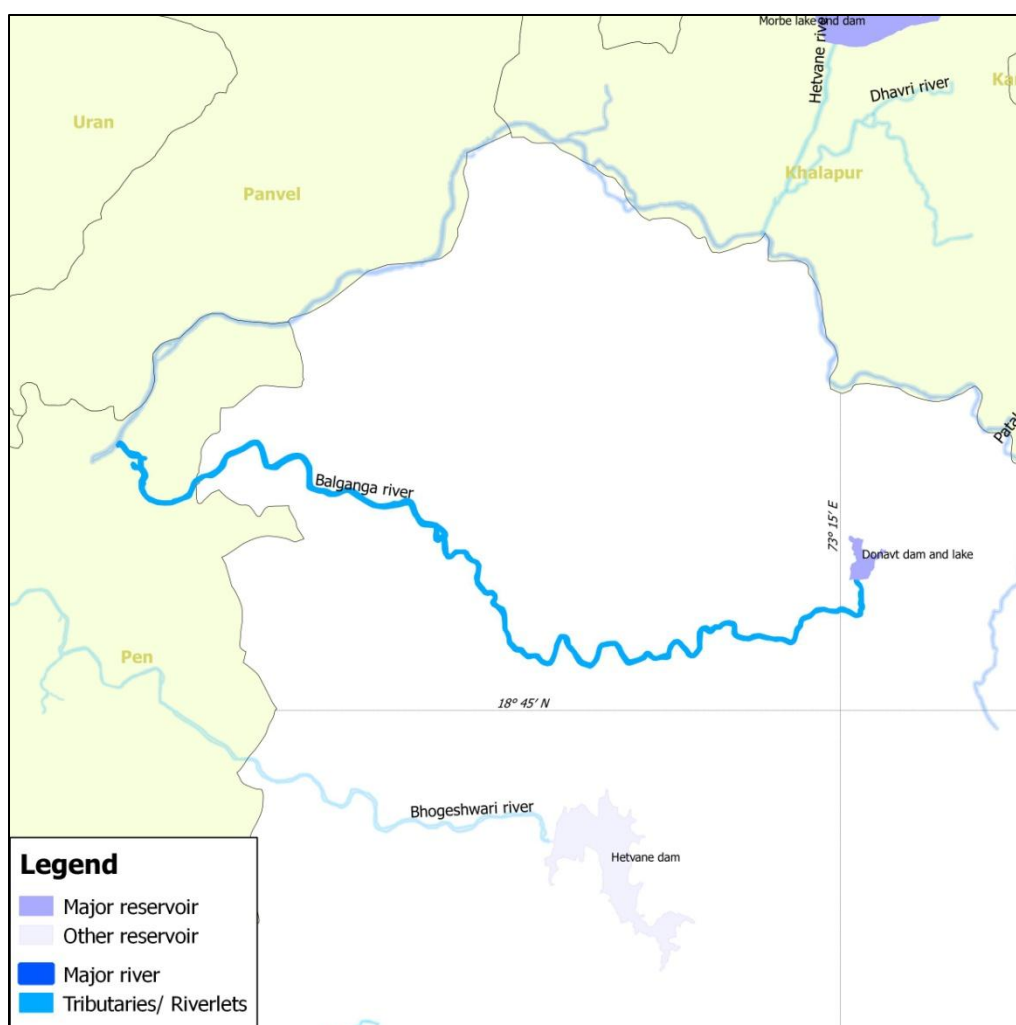 Morbe lake and dam
Hetvane river
Dhavri river
Uran
Khalapur
Panvel
Balganga river
73° 15' E
Donavt dam and lake
Pen
18° 45' N
Bhogeshwari river
Hetvane dam
Legend
Major reservoir
Other reservoir
Major river
Tributaries/ Riverlets